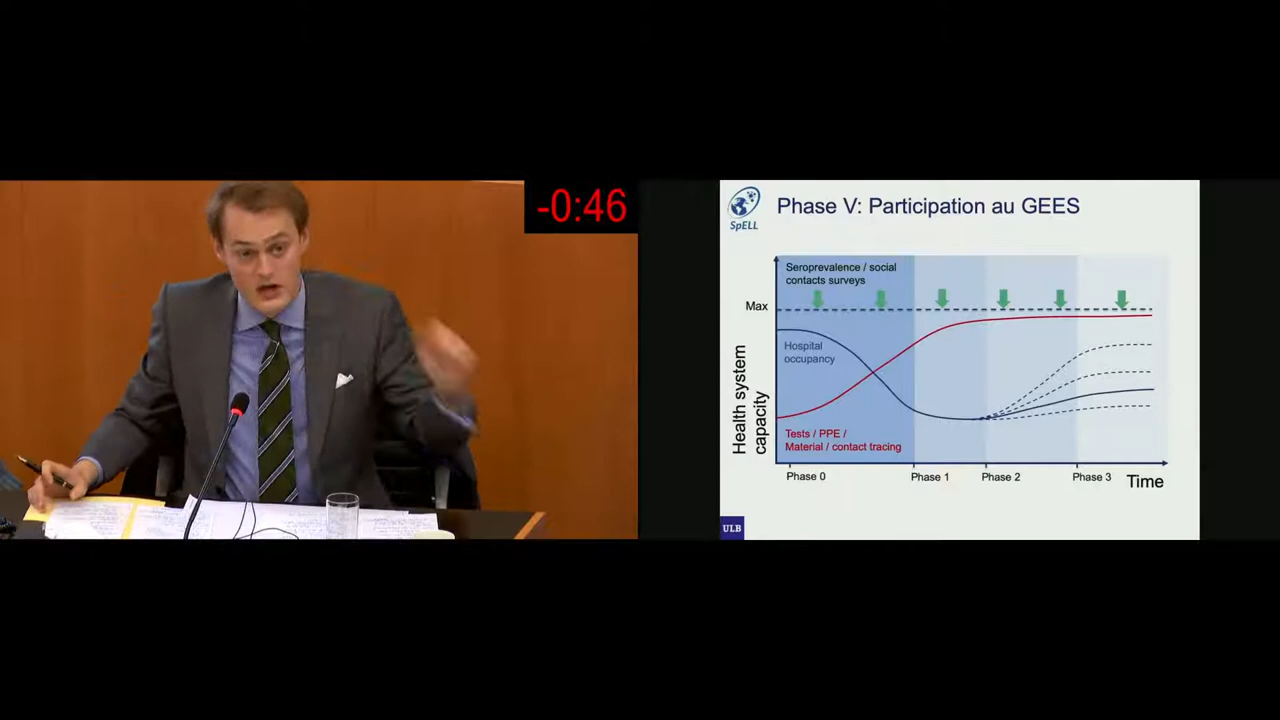 -0:46
SpELL
Phase V: Participation au GEES
Seroprevalence / social
contacts surveys
Max
Hospital
occupancy
Health system
capacity
Tests / PPE /
Material / contact tracing
Phase 0
Phase 1
Phase 2
Phase 3
Time
ULB